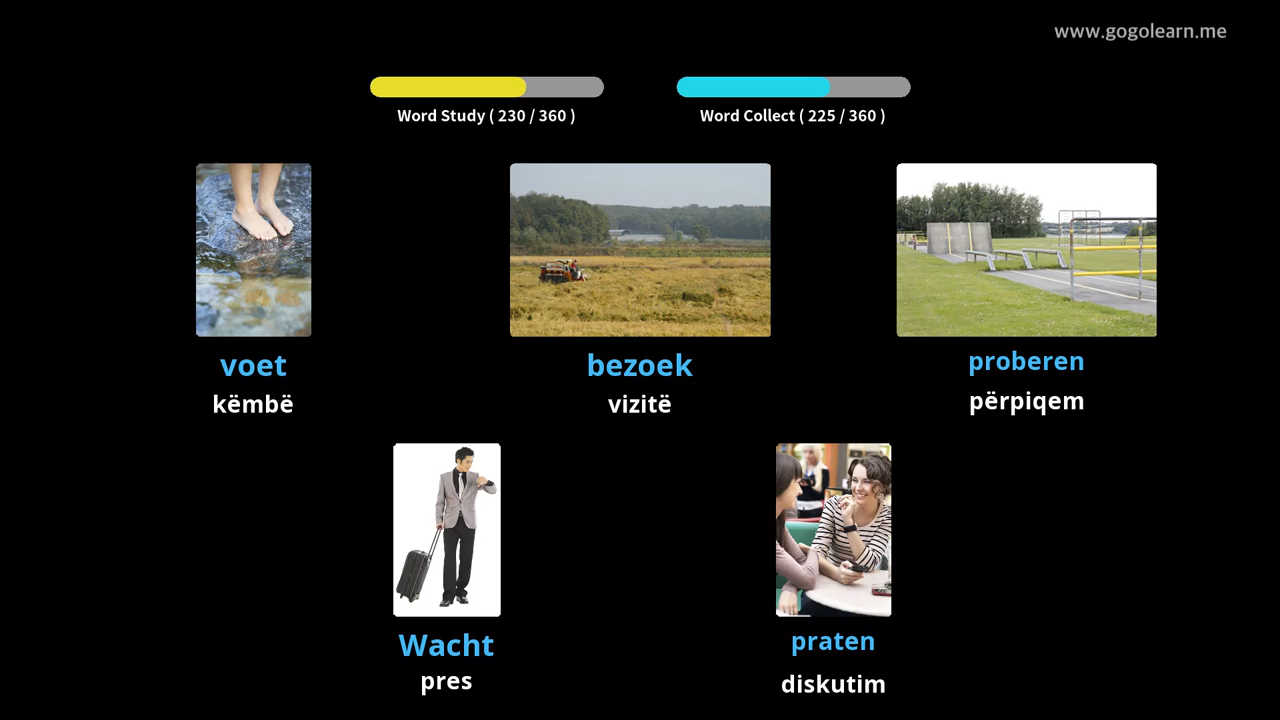 www.gogolearn.me
Word Study ( 230 / 360 )
Word Collect ( 225 / 360 )
voet
këmbë
bezoek
vizitë
proberen
përpiqem
Wacht
pres
praten
diskutim